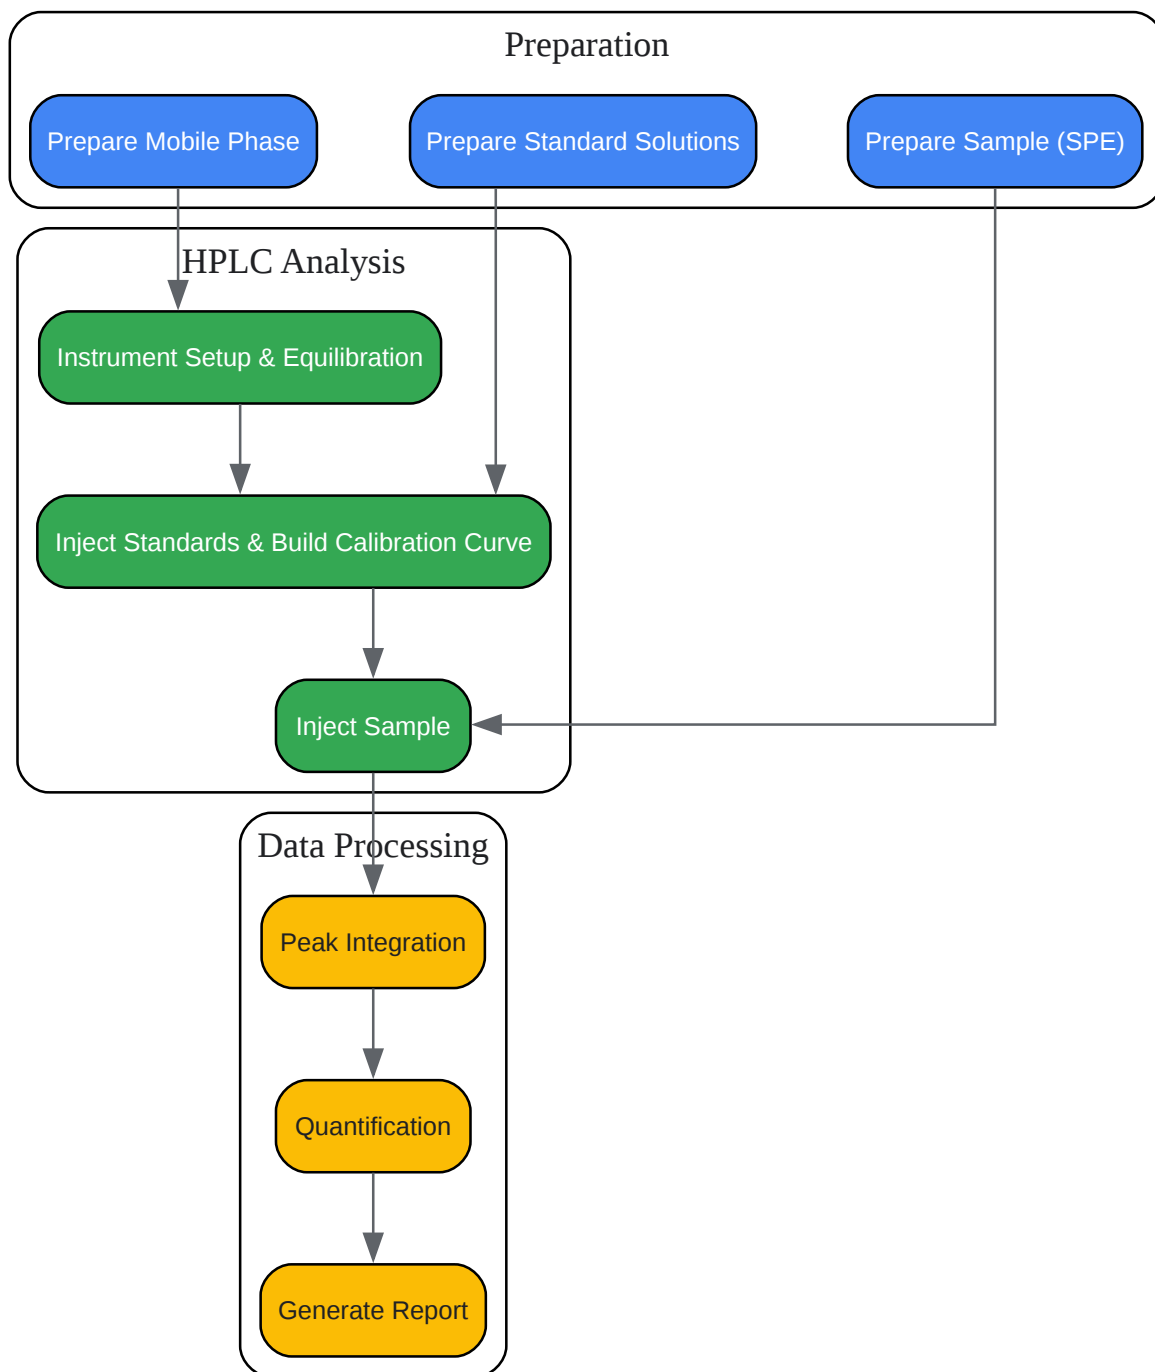 Preparation
Prepare Mobile Phase
Prepare Standard Solutions
Prepare Sample (SPE)
HPLC Analysis
Instrument Setup & Equilibration
Inject Standards & Build Calibration Curve
Inject Sample
Data Processing
Peak Integration
Quantification
Generate Report